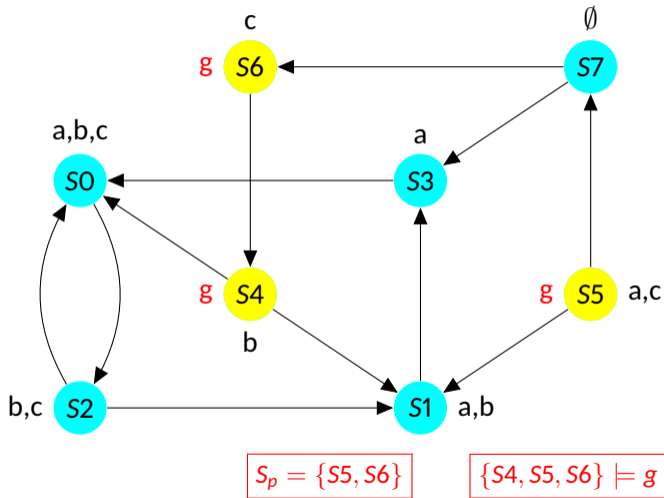 c
∅
g S6
S7
a,b,c
a
S0
S3
g S4
g S5 a,c
b
b,c S2
S1 a,b
S_p = {S5, S6}
{S4, S5, S6} ⊨ g